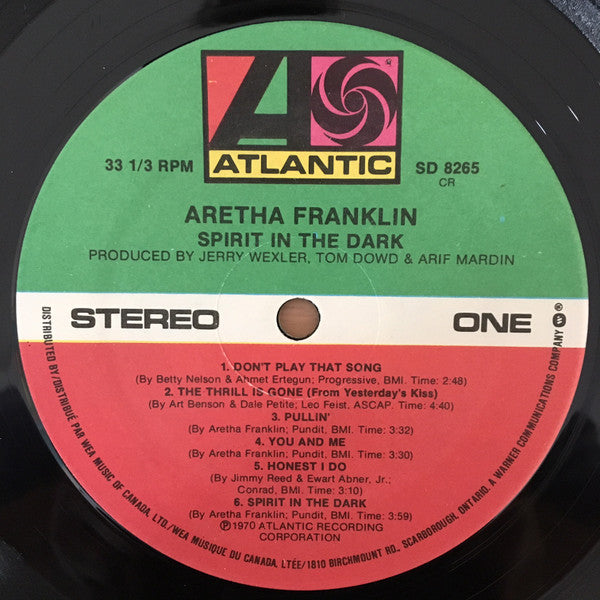 ATLANTIC
33 1/3 RPM
SD 8265
CR
ARETHA FRANKLIN
SPIRIT IN THE DARK
PRODUCED BY JERRY WEXLER, TOM DOWD & ARIF MARDIN
STEREO
ONE
1. DON'T PLAY THAT SONG
(By Betty Nelson & Ahmet Ertegun; Progressive, BMI. Time: 2:48)
2. THE THRILL IS GONE (From Yesterday's Kiss)
(By Art Benson & Dale Petite; Leo Feist, ASCAP. Time: 4:40)
3. PULLIN'
(By Aretha Franklin; Pundit, BMI. Time: 3:32)
4. YOU AND ME
(By Aretha Franklin; Pundit, BMI. Time: 3:30)
5. HONEST I DO
(By Jimmy Reed & Ewart Abner, Jr.;
Conrad, BMI. Time: 3:10)
6. SPIRIT IN THE DARK
(By Aretha Franklin; Pundit, BMI. Time: 3:59)
Ⓟ1970 ATLANTIC RECORDING
CORPORATION
DISTRIBUTED BY/DISTRIBUÉ PAR WEA MUSIC OF CANADA, LTD./WEA MUSIQUE DU CANADA, LTÉE/1810 BIRCHMOUNT RD., SCARBOROUGH, ONTARIO, A WARNER COMMUNICATIONS COMPANY ®